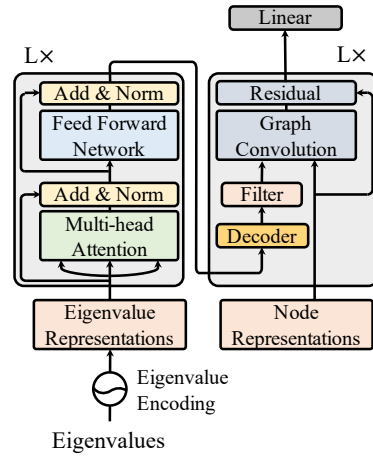 Linear
L×
L×
Add & Norm
Feed Forward
Network
Add & Norm
Multi-head
Attention
Residual
Graph
Convolution
Filter
Decoder
Eigenvalue
Representations
Node
Representations
Eigenvalue
Encoding
Eigenvalues